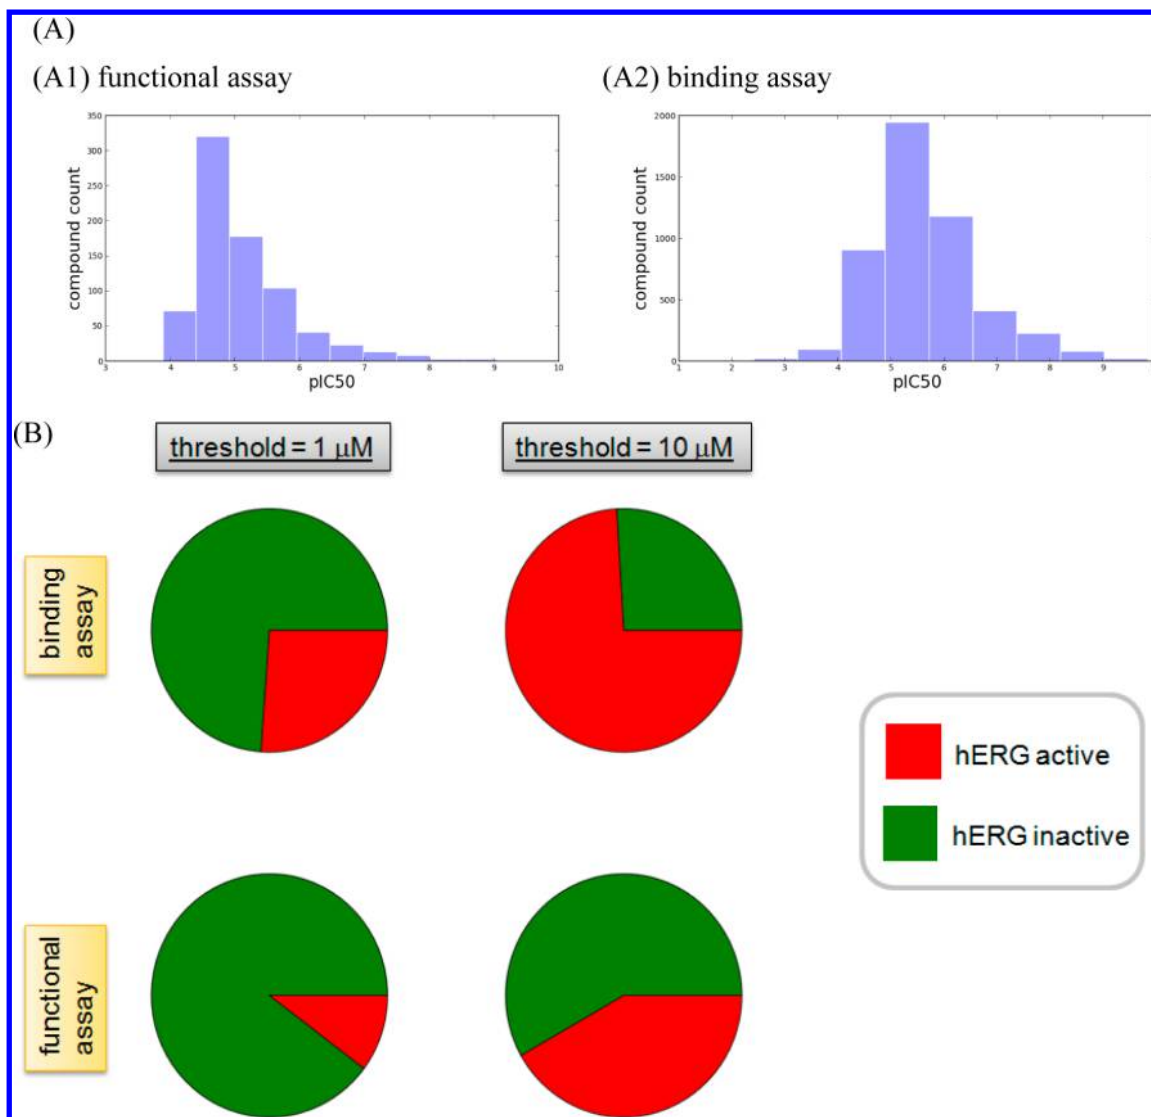 (A)
(A1) functional assay
(A2) binding assay
350
300
250
200
150
100
50
0
compound count
3 4 5 6 7 8 9 10
pIC50
2000
1500
1000
500
0
compound count
1 2 3 4 5 6 7 8 9
pIC50
(B)
threshold = 1 μM
threshold = 10 μM
binding
assay
hERG active
hERG inactive
functional
assay